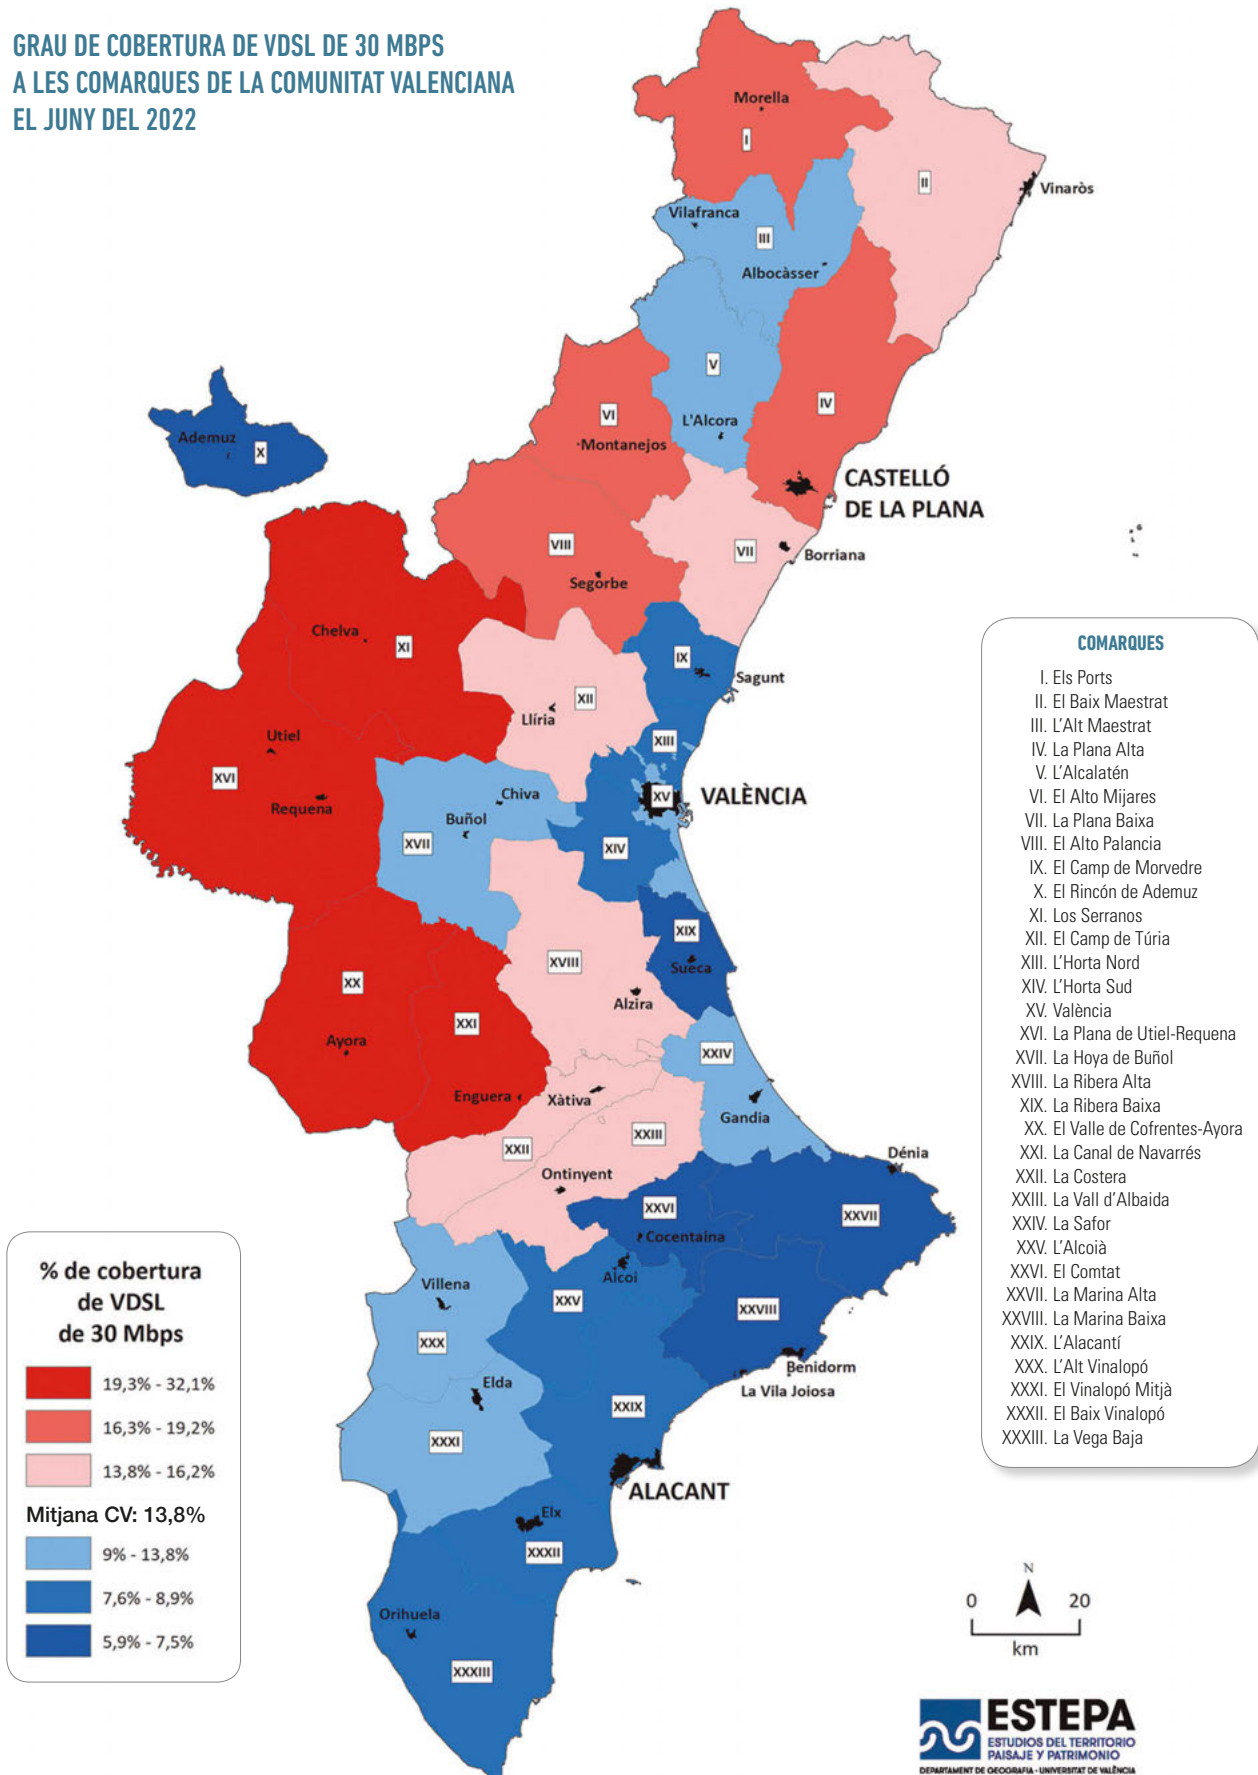 GRAU DE COBERTURA DE VDSL DE 30 MBPS
A LES COMARQUES DE LA COMUNITAT VALENCIANA
EL JUNY DEL 2022
Morella
I
II
Vinaròs
Vilafranca
III
Albocàsser
V
IV
VI
L'Alcora
Montanejos
Ademuz
X
CASTELLÓ
DE LA PLANA
VIII
VII
Borriana
Segorbe
Chelva
XI
IX
Sagunt
XII
Llíria
XIII
Utiel
XVI
Requena
Chiva
XV
VALÈNCIA
Buñol
XVII
XIV
XIX
Sueca
XVIII
Alzira
XX
XXI
Ayora
XXIV
Enguera
Xàtiva
Gandia
XXIII
XXII
Dénia
Ontinyent
XXVI
XXVII
Cocentaina
Alcoi
Villena
XXV
XXVIII
XXX
Benidorm
La Vila Joiosa
Elda
XXIX
XXXI
ALACANT
Elx
XXXII
Orihuela
XXXIII
COMARQUES
I. Els Ports
II. El Baix Maestrat
III. L'Alt Maestrat
IV. La Plana Alta
V. L'Alcalatén
VI. El Alto Mijares
VII. La Plana Baixa
VIII. El Alto Palancia
IX. El Camp de Morvedre
X. El Rincón de Ademuz
XI. Los Serranos
XII. El Camp de Túria
XIII. L'Horta Nord
XIV. L'Horta Sud
XV. València
XVI. La Plana de Utiel-Requena
XVII. La Hoya de Buñol
XVIII. La Ribera Alta
XIX. La Ribera Baixa
XX. El Valle de Cofrentes-Ayora
XXI. La Canal de Navarrés
XXII. La Costera
XXIII. La Vall d'Albaida
XXIV. La Safor
XXV. L'Alcoià
XXVI. El Comtat
XXVII. La Marina Alta
XXVIII. La Marina Baixa
XXIX. L'Alacantí
XXX. L'Alt Vinalopó
XXXI. El Vinalopó Mitjà
XXXII. El Baix Vinalopó
XXXIII. La Vega Baja
% de cobertura
de VDSL
de 30 Mbps
19,3% - 32,1%
16,3% - 19,2%
13,8% - 16,2%
Mitjana CV: 13,8%
9% - 13,8%
7,6% - 8,9%
5,9% - 7,5%
N
0 20
km
ESTEPA
ESTUDIOS DEL TERRITORIO
PAISAJE Y PATRIMONIO
DEPARTAMENT DE GEOGRAFIA - UNIVERSITAT DE VALÈNCIA